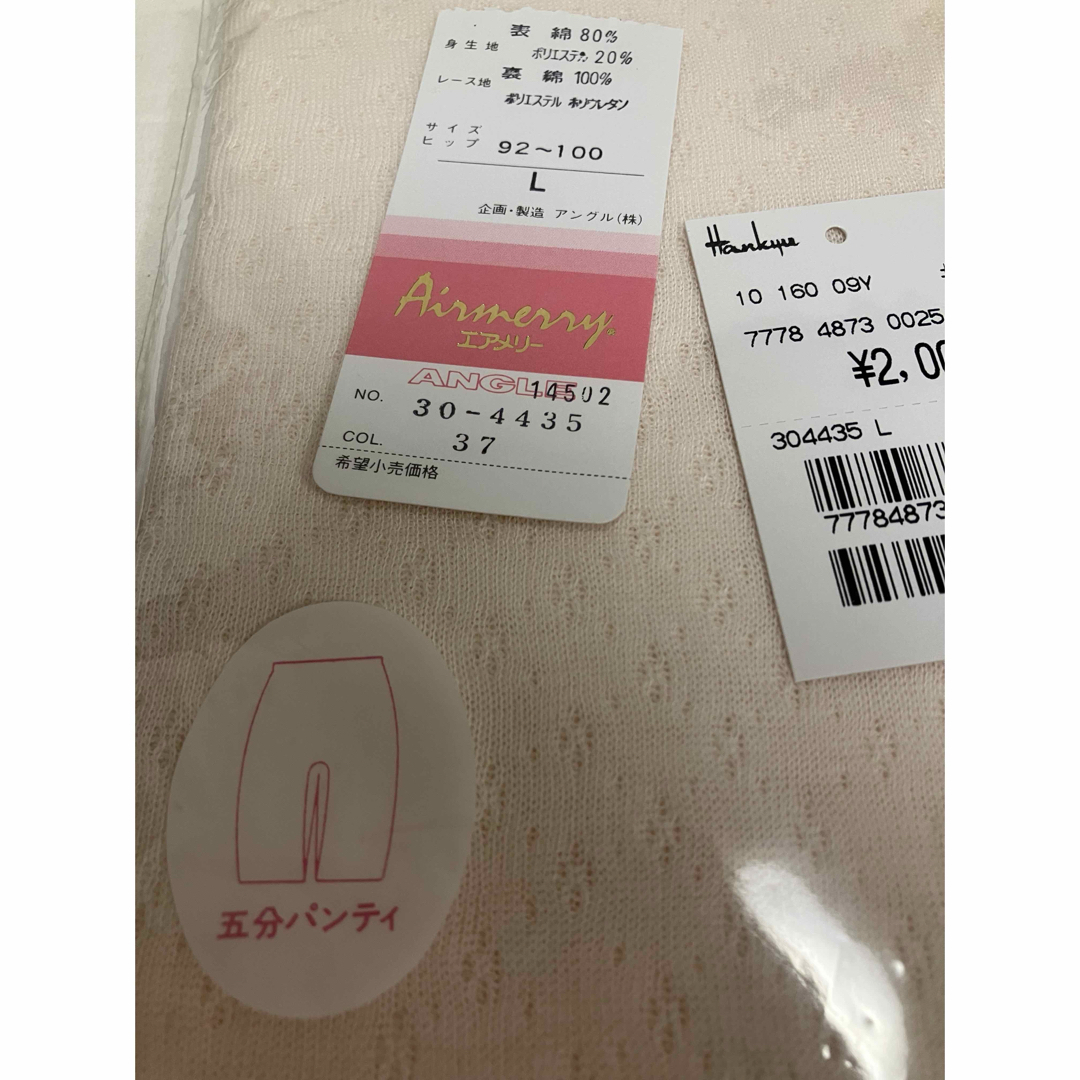 表 綿 80%
身生地 ポリエステル 20%
レース地 裏 綿 100%
ポリエステル ポリウレタン
サイズ
ヒップ 92~100
L
企画・製造 アングル(株)
Airmerry
エアメリー
ANGLE 14502
NO. 30-4435
COL. 37
希望小売価格
Hankyu
10 160 09Y
7778 4873 0025
¥2,00
304435 L
77784873
五分パンティ